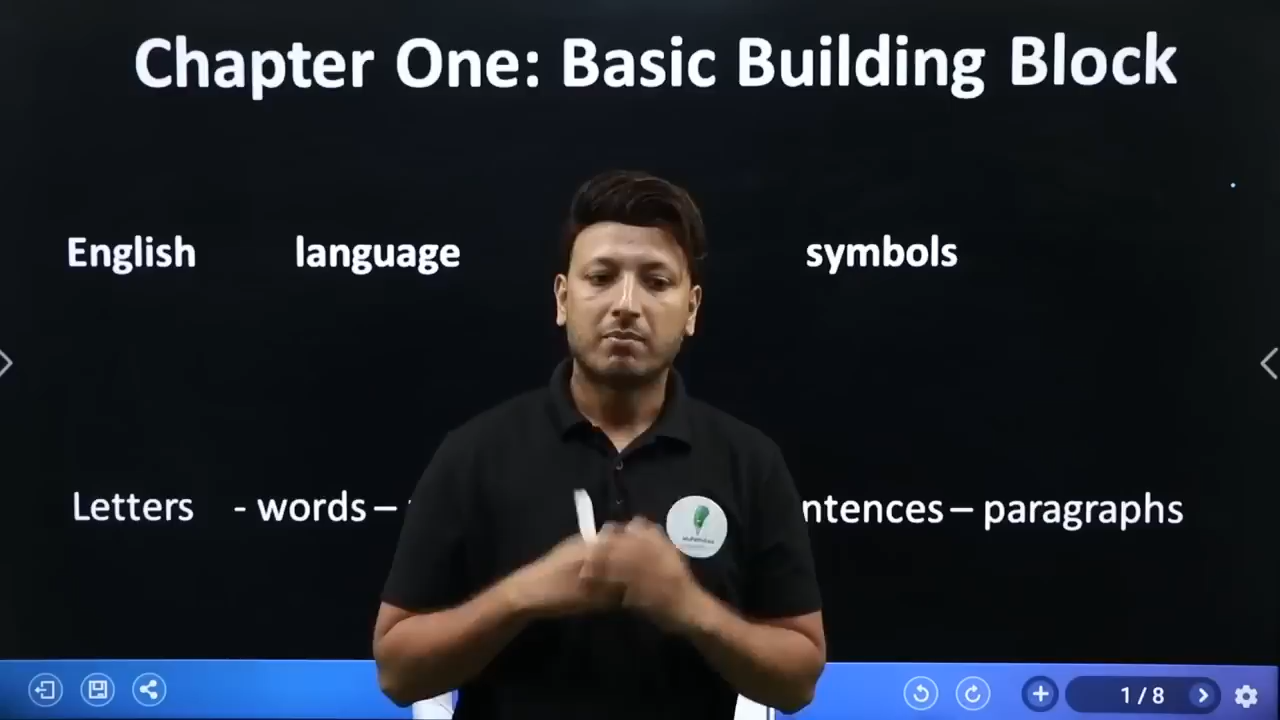 Chapter One: Basic Building Block
English language symbols
Letters - words – ntences – paragraphs
1 / 8